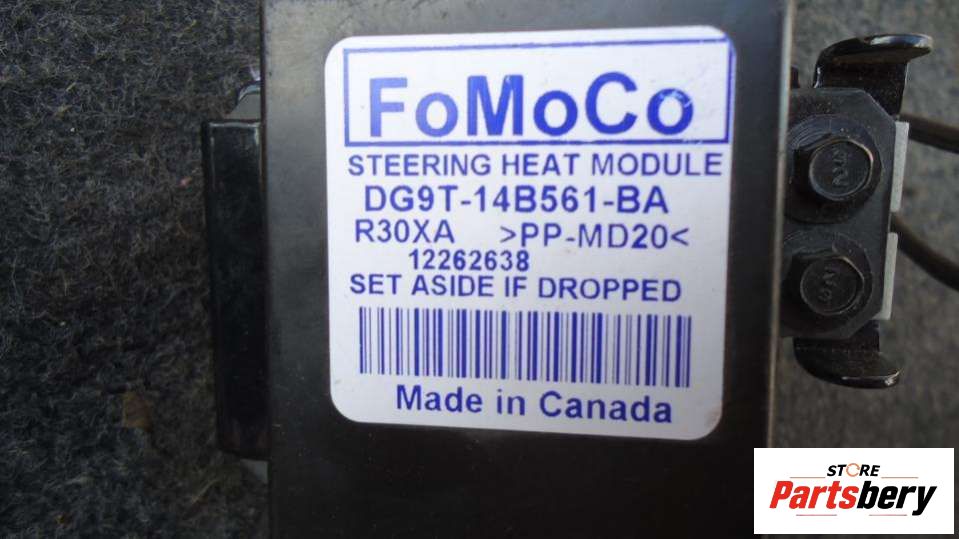 FoMoCo
STEERING HEAT MODULE
DG9T-14B561-BA
R30XA >PP-MD20<
12262638
SET ASIDE IF DROPPED
Made in Canada
STORE
Partsbery